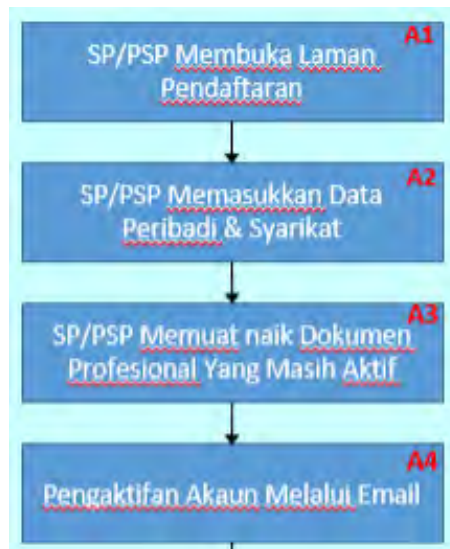 A1
SP/PSP Membuka Laman
Pendaftaran
A2
SP/PSP Memasukkan Data
Peribadi & Syarikat
A3
SP/PSP Memuat naik Dokumen
Profesional Yang Masih Aktif
A4
Pengaktifan Akaun Melalui Email